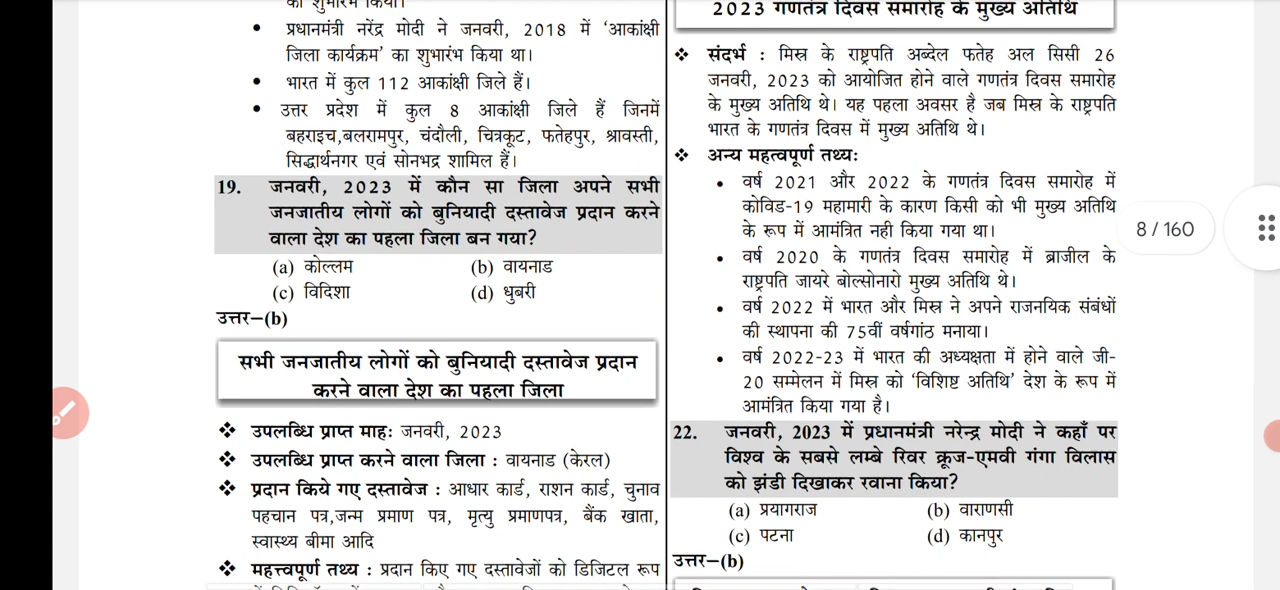 का शुभारंभ किया।
• प्रधानमंत्री नरेंद्र मोदी ने जनवरी, 2018 में ‘आकांक्षी
जिला कार्यक्रम’ का शुभारंभ किया था।
• भारत में कुल 112 आकांक्षी जिले हैं।
• उत्तर प्रदेश में कुल 8 आकांक्षी जिले हैं जिनमें
बहराइच,बलरामपुर, चंदौली, चित्रकूट, फतेहपुर, श्रावस्ती,
सिद्धार्थनगर एवं सोनभद्र शामिल हैं।
19. जनवरी, 2023 में कौन सा जिला अपने सभी
जनजातीय लोगों को बुनियादी दस्तावेज प्रदान करने
वाला देश का पहला जिला बन गया?
(a) कोल्लम (b) वायनाड
(c) विदिशा (d) धुबरी
उत्तर–(b)
सभी जनजातीय लोगों को बुनियादी दस्तावेज प्रदान
करने वाला देश का पहला जिला
❖ उपलब्धि प्राप्त माह: जनवरी, 2023
❖ उपलब्धि प्राप्त करने वाला जिला : वायनाड (केरल)
❖ प्रदान किये गए दस्तावेज : आधार कार्ड, राशन कार्ड, चुनाव
पहचान पत्र,जन्म प्रमाण पत्र, मृत्यु प्रमाणपत्र, बैंक खाता,
स्वास्थ्य बीमा आदि
❖ महत्त्वपूर्ण तथ्य : प्रदान किए गए दस्तावेजों को डिजिटल रूप
2023 गणतंत्र दिवस समारोह के मुख्य अतिथि
❖ संदर्भ : मिस्र के राष्ट्रपति अब्देल फतेह अल सिसी 26
जनवरी, 2023 को आयोजित होने वाले गणतंत्र दिवस समारोह
के मुख्य अतिथि थे। यह पहला अवसर है जब मिस्र के राष्ट्रपति
भारत के गणतंत्र दिवस में मुख्य अतिथि थे।
❖ अन्य महत्वपूर्ण तथ्य:
• वर्ष 2021 और 2022 के गणतंत्र दिवस समारोह में
कोविड-19 महामारी के कारण किसी को भी मुख्य अतिथि
के रूप में आमंत्रित नही किया गया था।
• वर्ष 2020 के गणतंत्र दिवस समारोह में ब्राजील के
राष्ट्रपति जायरे बोल्सोनारो मुख्य अतिथि थे।
• वर्ष 2022 में भारत और मिस्र ने अपने राजनयिक संबंधों
की स्थापना की 75वीं वर्षगांठ मनाया।
• वर्ष 2022-23 में भारत की अध्यक्षता में होने वाले जी-
20 सम्मेलन में मिस्र को ‘विशिष्ट अतिथि’ देश के रूप में
आमंत्रित किया गया है।
22. जनवरी, 2023 में प्रधानमंत्री नरेन्द्र मोदी ने कहाँ पर
विश्व के सबसे लम्बे रिवर क्रूज-एमवी गंगा विलास
को झंडी दिखाकर रवाना किया?
(a) प्रयागराज (b) वाराणसी
(c) पटना (d) कानपुर
उत्तर–(b)
8 / 160